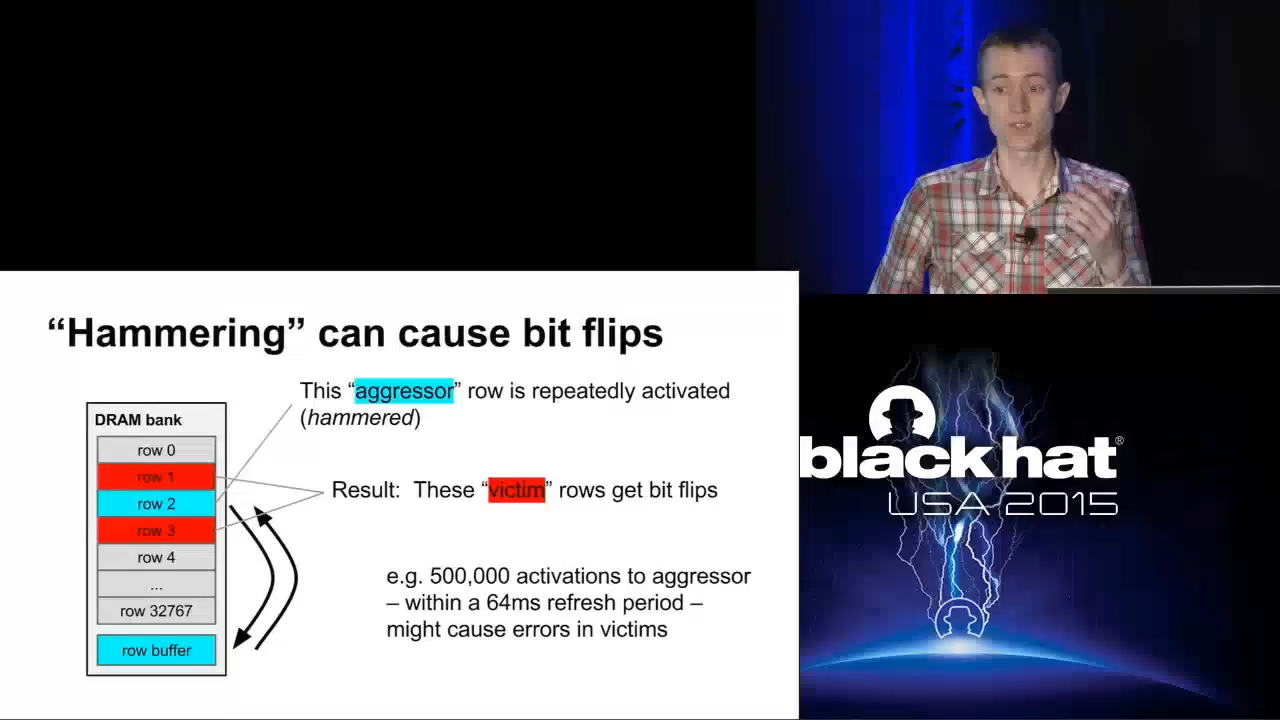 “Hammering” can cause bit flips
This “aggressor” row is repeatedly activated
(hammered)
DRAM bank
row 0
row 1
row 2
row 3
row 4
...
row 32767
row buffer
Result: These “victim” rows get bit flips
e.g. 500,000 activations to aggressor
– within a 64ms refresh period –
might cause errors in victims
black hat®
USA 2015